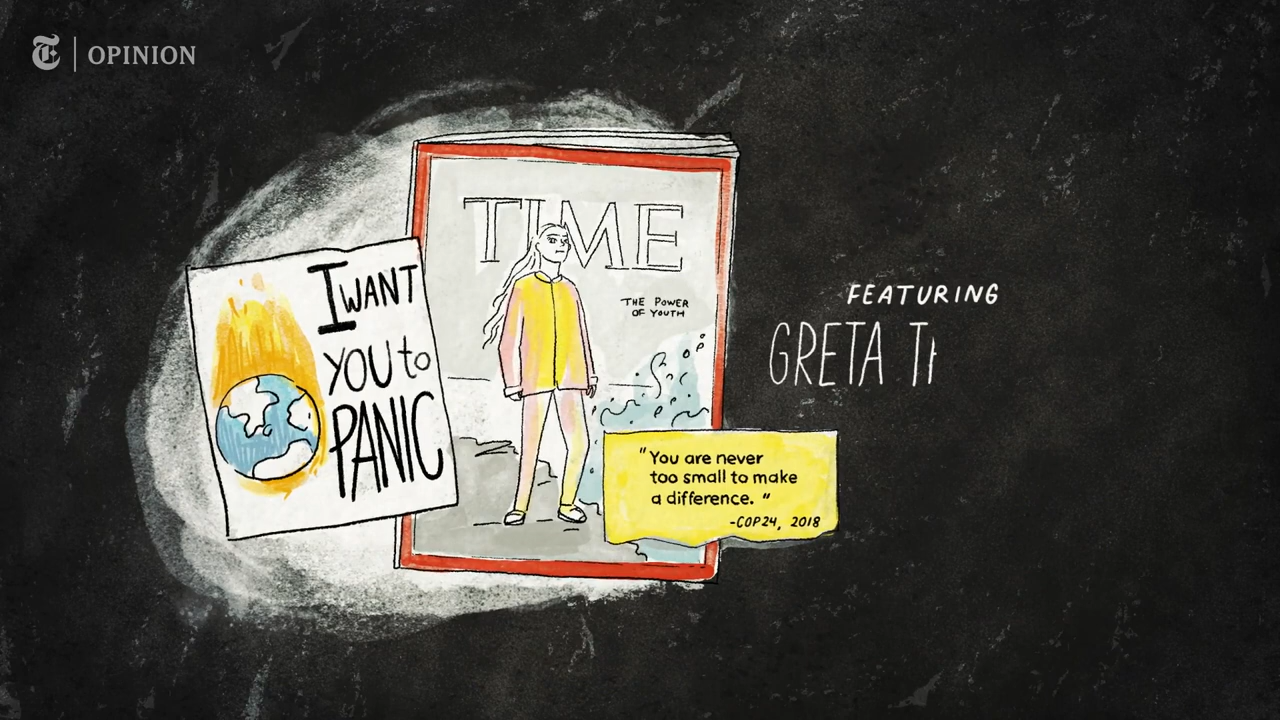 OPINION
I WANT
YOU to
PANIC
TIME
THE POWER
OF YOUTH
"You are never
too small to make
a difference."
-COP24, 2018
FEATURING
GRETA